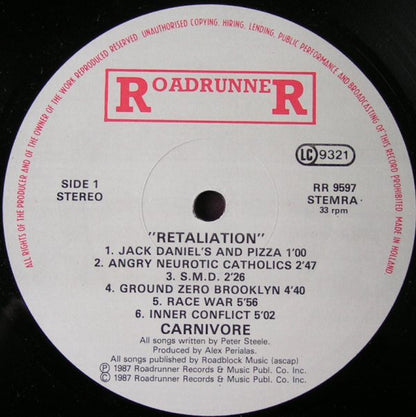 ALL RIGHTS OF THE PRODUCER AND OF THE OWNER OF THE WORK REPRODUCED RESERVED UNAUTHORISED COPYING, HIRING, LENDING, PUBLIC PERFORMANCE AND BROADCASTING OF THIS RECORD PROHIBITED MADE IN HOLLAND
ROADRUNNER
LC 9321
SIDE 1
STEREO
RR 9597
STEMRA
33 rpm
"RETALIATION"
1. JACK DANIEL'S AND PIZZA 1'00
2. ANGRY NEUROTIC CATHOLICS 2'47
3. S.M.D. 2'26
4. GROUND ZERO BROOKLYN 4'40
5. RACE WAR 5'56
6. INNER CONFLICT 5'02
CARNIVORE
All songs written by Peter Steele.
Produced by Alex Perialas.
All songs published by Roadblock Music (ascap)
Ⓟ 1987 Roadrunner Records & Music Publ. Co. Inc.
© 1987 Roadrunner Records & Music Publ. Co. Inc.